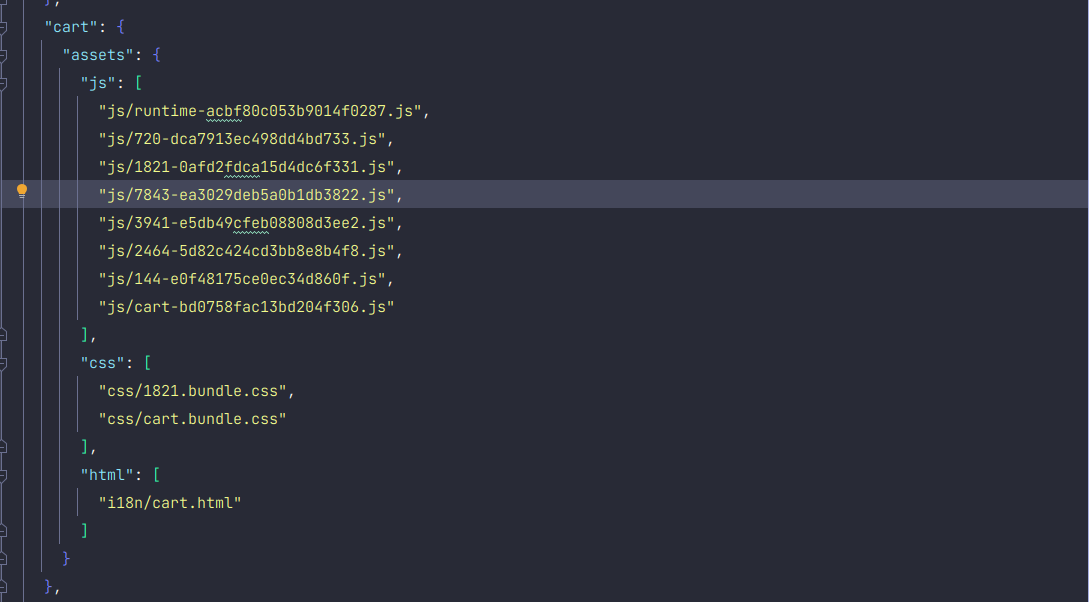 },
"cart": {
"assets": {
"js": [
"js/runtime-acbf80c053b9014f0287.js",
"js/720-dca7913ec498dd4bd733.js",
"js/1821-0afd2fdca15d4dc6f331.js",
"js/7843-ea3029deb5a0b1db3822.js",
"js/3941-e5db49cfeb08808d3ee2.js",
"js/2464-5d82c424cd3bb8e8b4f8.js",
"js/144-e0f48175ce0ec34d860f.js",
"js/cart-bd0758fac13bd204f306.js"
],
"css": [
"css/1821.bundle.css",
"css/cart.bundle.css"
],
"html": [
"i18n/cart.html"
]
}
},